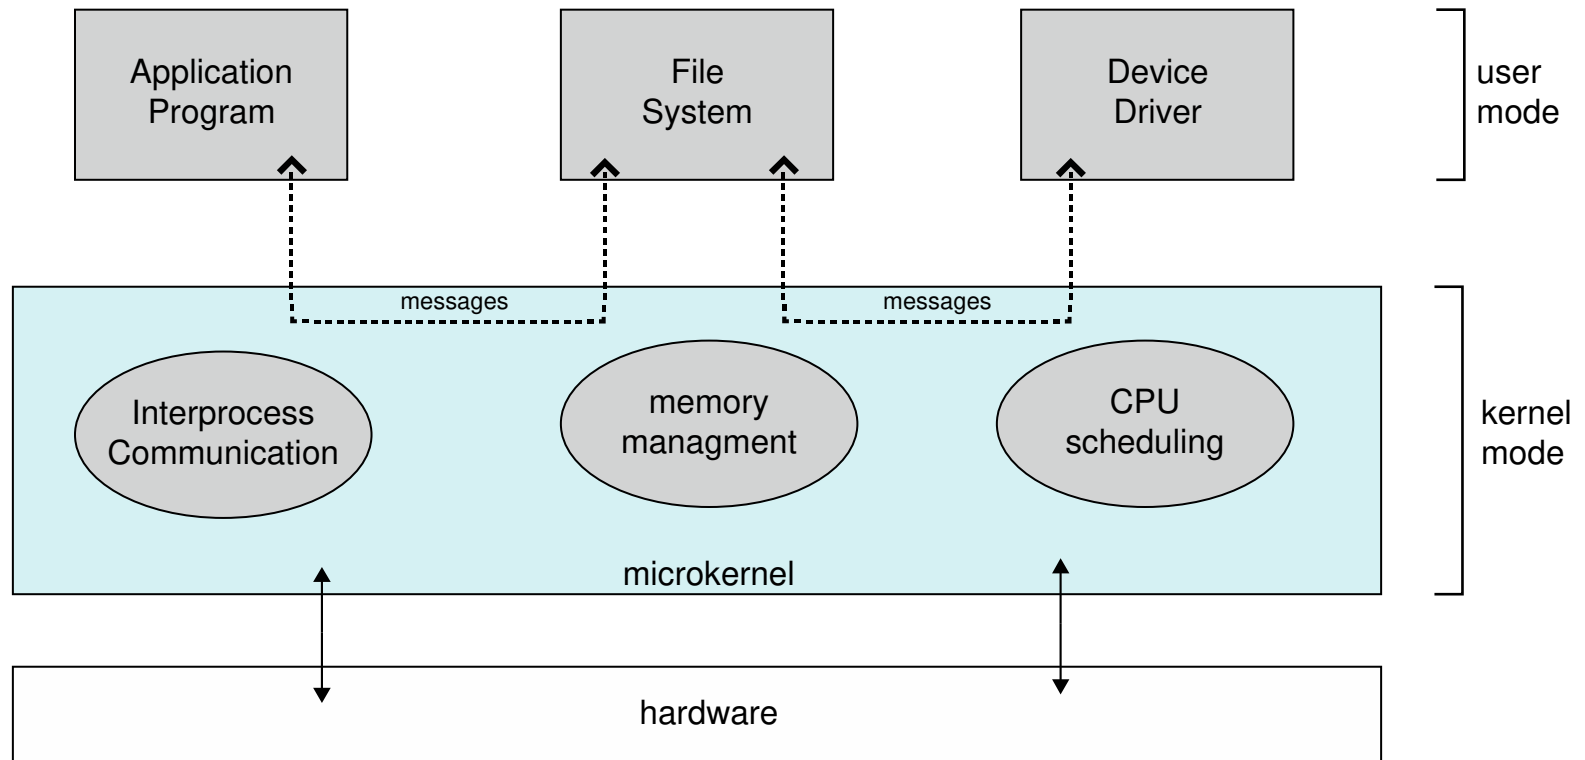 Application
Program
File
System
Device
Driver
user
mode
messages
messages
Interprocess
Communication
memory
managment
CPU
scheduling
kernel
mode
microkernel
hardware